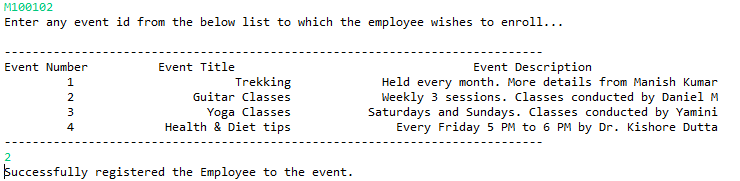 M100102
Enter any event id from the below list to which the employee wishes to enroll...
-----------------------------------------------------------------------------
Event Number Event Title Event Description
1 Trekking Held every month. More details from Manish Kumar
2 Guitar Classes Weekly 3 sessions. Classes conducted by Daniel M
3 Yoga Classes Saturdays and Sundays. Classes conducted by Yamini
4 Health & Diet tips Every Friday 5 PM to 6 PM by Dr. Kishore Dutta
-----------------------------------------------------------------------------
2
Successfully registered the Employee to the event.